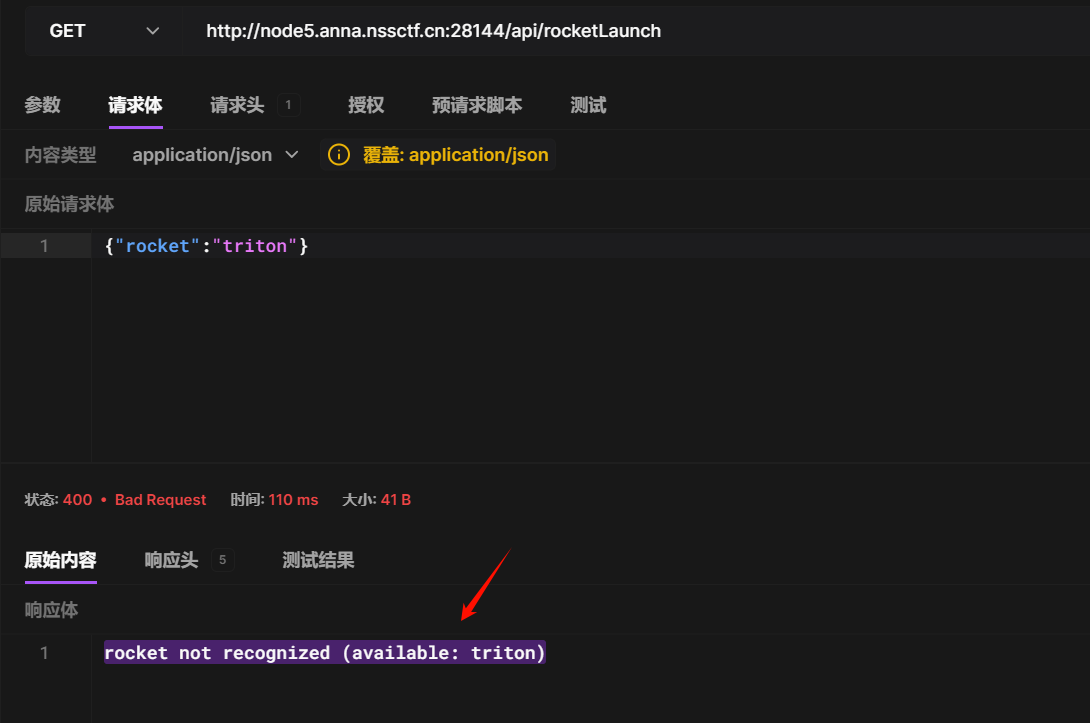 GET http://node5.anna.nssctf.cn:28144/api/rocketLaunch
参数 请求体 请求头 1 授权 预请求脚本 测试
内容类型 application/json 覆盖: application/json
原始请求体
1 {"rocket":"triton"}
状态: 400 • Bad Request 时间: 110 ms 大小: 41 B
原始内容 响应头 5 测试结果
响应体
1 rocket not recognized (available: triton)